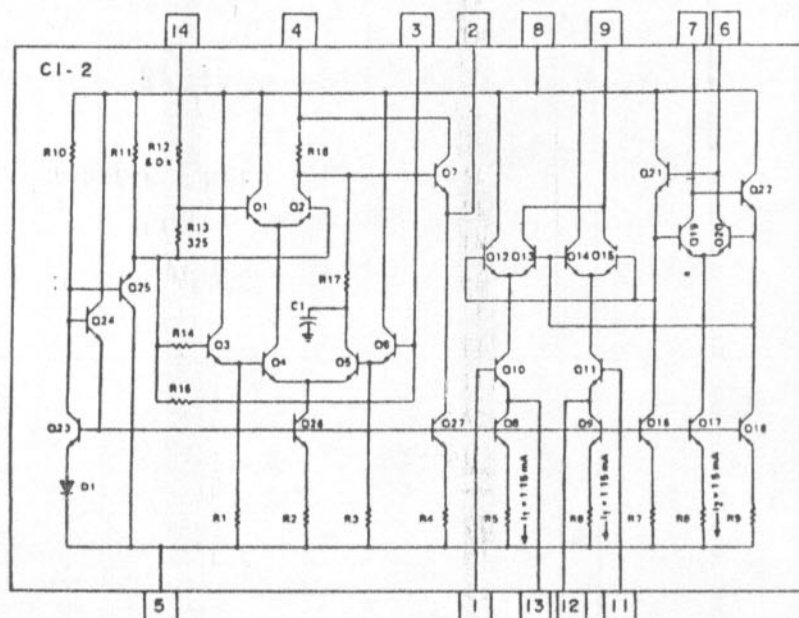 14 4 3 2 8 9 7 6
CI-2
R10 R11 R12 6.0 k R18 Q7 Q21 Q22
R13 325 Q1 Q2 Q19 Q20
Q12 Q13 Q14 Q15
Q25 R17
Q24 C1
R14 Q3 Q4 Q5 Q6
Q10 Q11
R16
Q23 Q26 Q27 Q8 Q9 Q16 Q17 Q18
D1
R1 R2 R3 R4 R5 I1 = 1.15 mA R6 I1 = 1.15 mA R7 R8 I2 = 1.5 mA R9
5 1 13 12 11